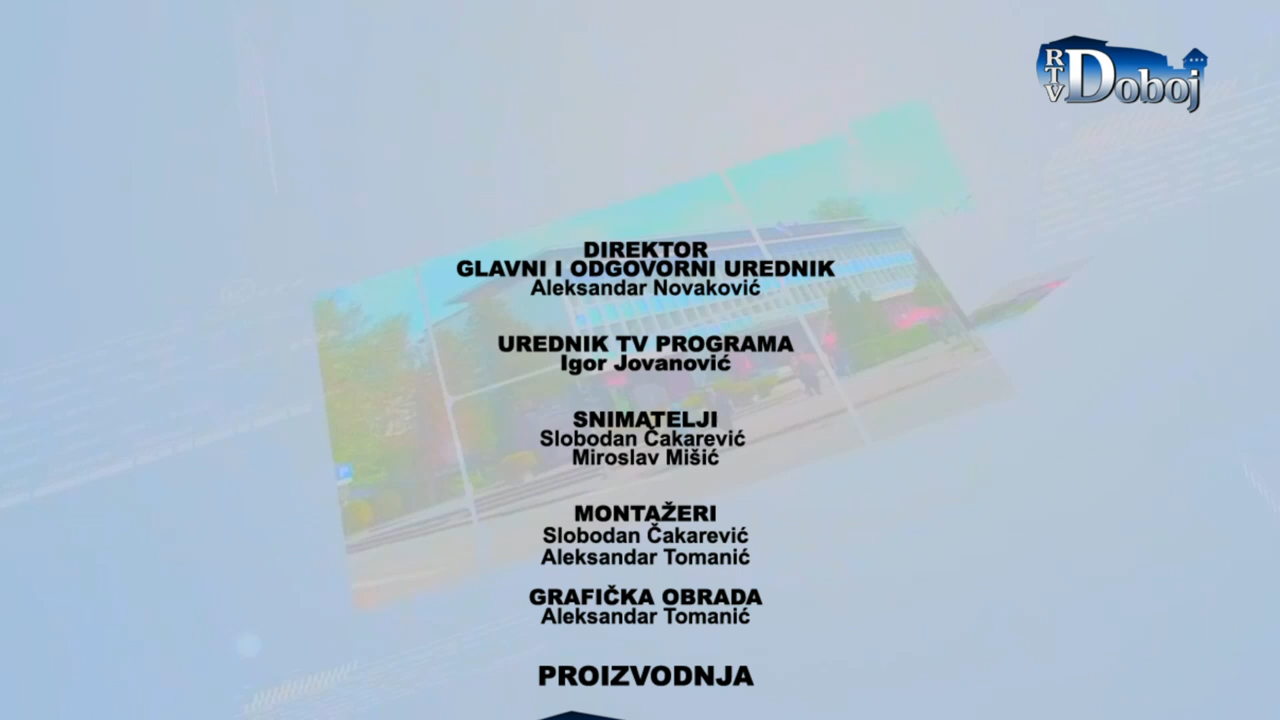 RTV Doboj
DIREKTOR
GLAVNI I ODGOVORNI UREDNIK
Aleksandar Novaković
UREDNIK TV PROGRAMA
Igor Jovanović
SNIMATELJI
Slobodan Čakarević
Miroslav Mišić
MONTAŽERI
Slobodan Čakarević
Aleksandar Tomanić
GRAFIČKA OBRADA
Aleksandar Tomanić
PROIZVODNJA